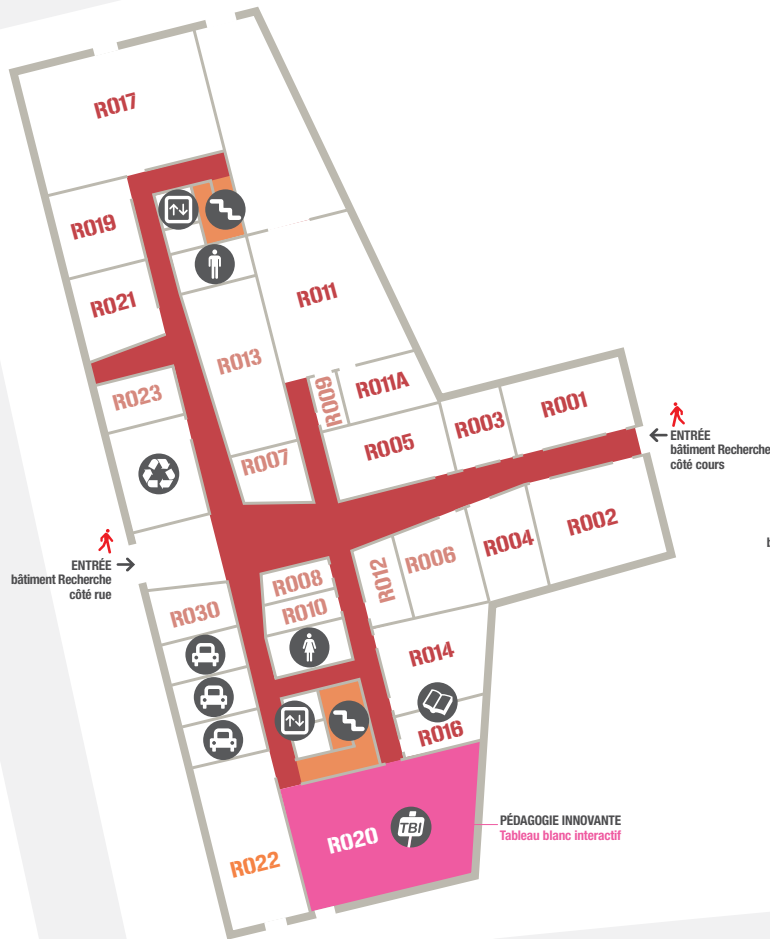 R017
R019
R021
R011
R013
R023
R009
R011A
R001
R003
R005
R007
ENTRÉE
bâtiment Recherche
côté cours
R002
R004
R006
R012
b
ENTRÉE
bâtiment Recherche
côté rue
R008
R010
R030
R014
R016
TBI
R020
R022
PÉDAGOGIE INNOVANTE
Tableau blanc interactif